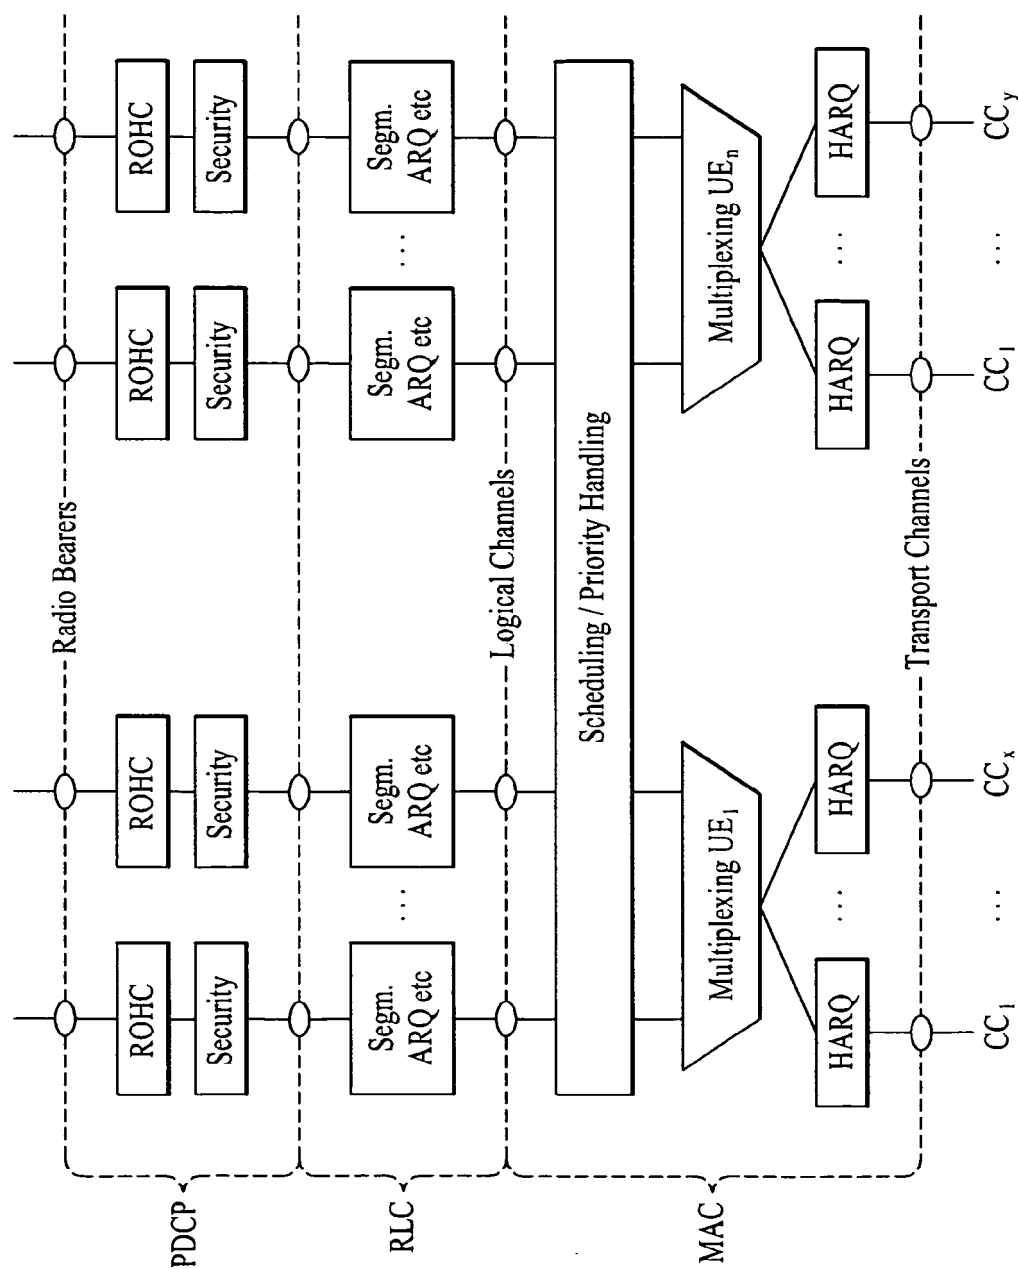 Radio Bearers
PDCP
ROHC
ROHC
ROHC
ROHC
Security
Security
Security
Security
RLC
Segm.
ARQ etc
...
Segm.
ARQ etc
Segm.
ARQ etc
...
Segm.
ARQ etc
Logical Channels
MAC
Scheduling / Priority Handling
Multiplexing UE₁
Multiplexing UEₙ
HARQ
...
HARQ
HARQ
...
HARQ
Transport Channels
CC₁
...
CCₓ
CC₁
...
CCy